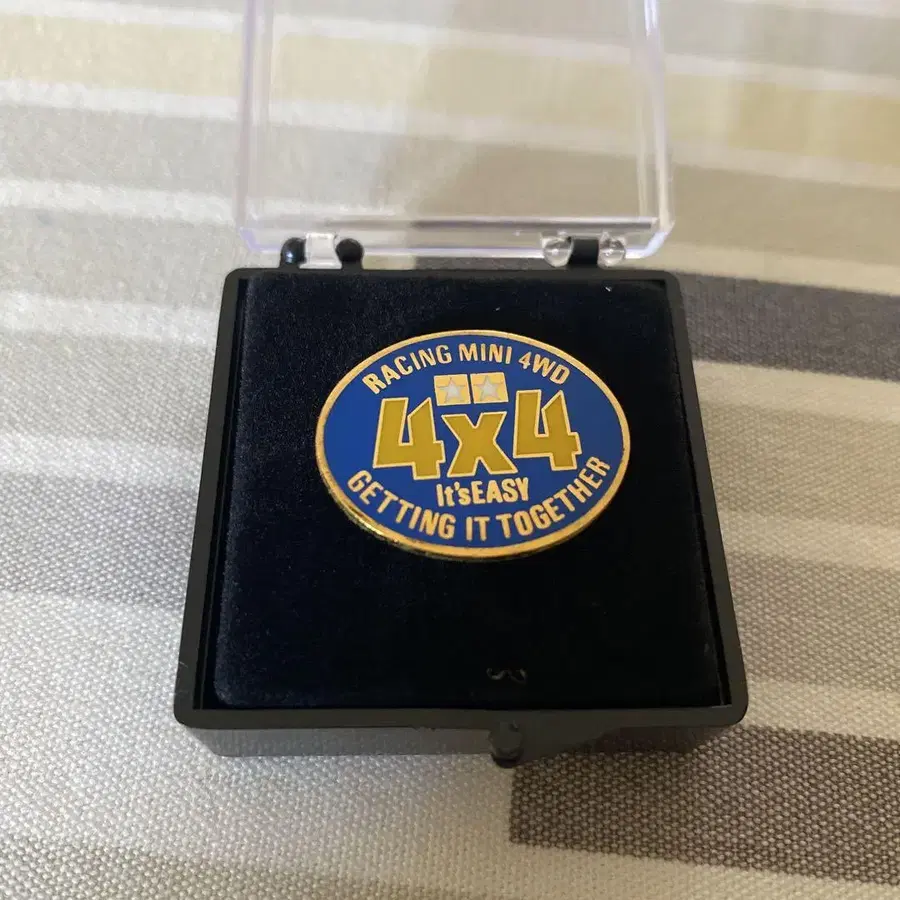 RACING MINI 4WD
4x4
It'sEASY
GETTING IT TOGETHER